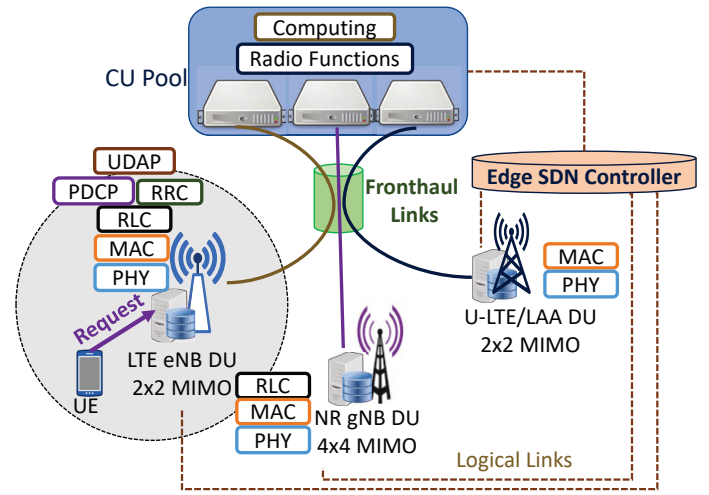 Computing
Radio Functions
CU Pool
UDAP
PDCP
RRC
RLC
MAC
PHY
Fronthaul
Links
Edge SDN Controller
MAC
PHY
U-LTE/LAA DU
2x2 MIMO
Request
UE
LTE eNB DU
2x2 MIMO
RLC
MAC
PHY
NR gNB DU
4x4 MIMO
Logical Links